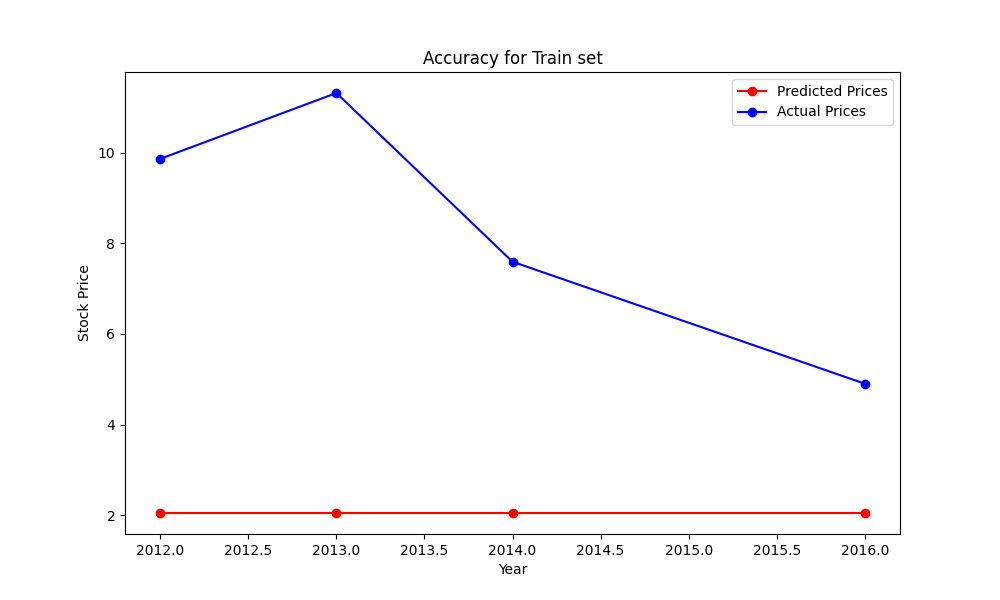 Accuracy for Train set
Predicted Prices
Actual Prices
10
8
6
4
2
Stock Price
2012.0 2012.5 2013.0 2013.5 2014.0 2014.5 2015.0 2015.5 2016.0
Year